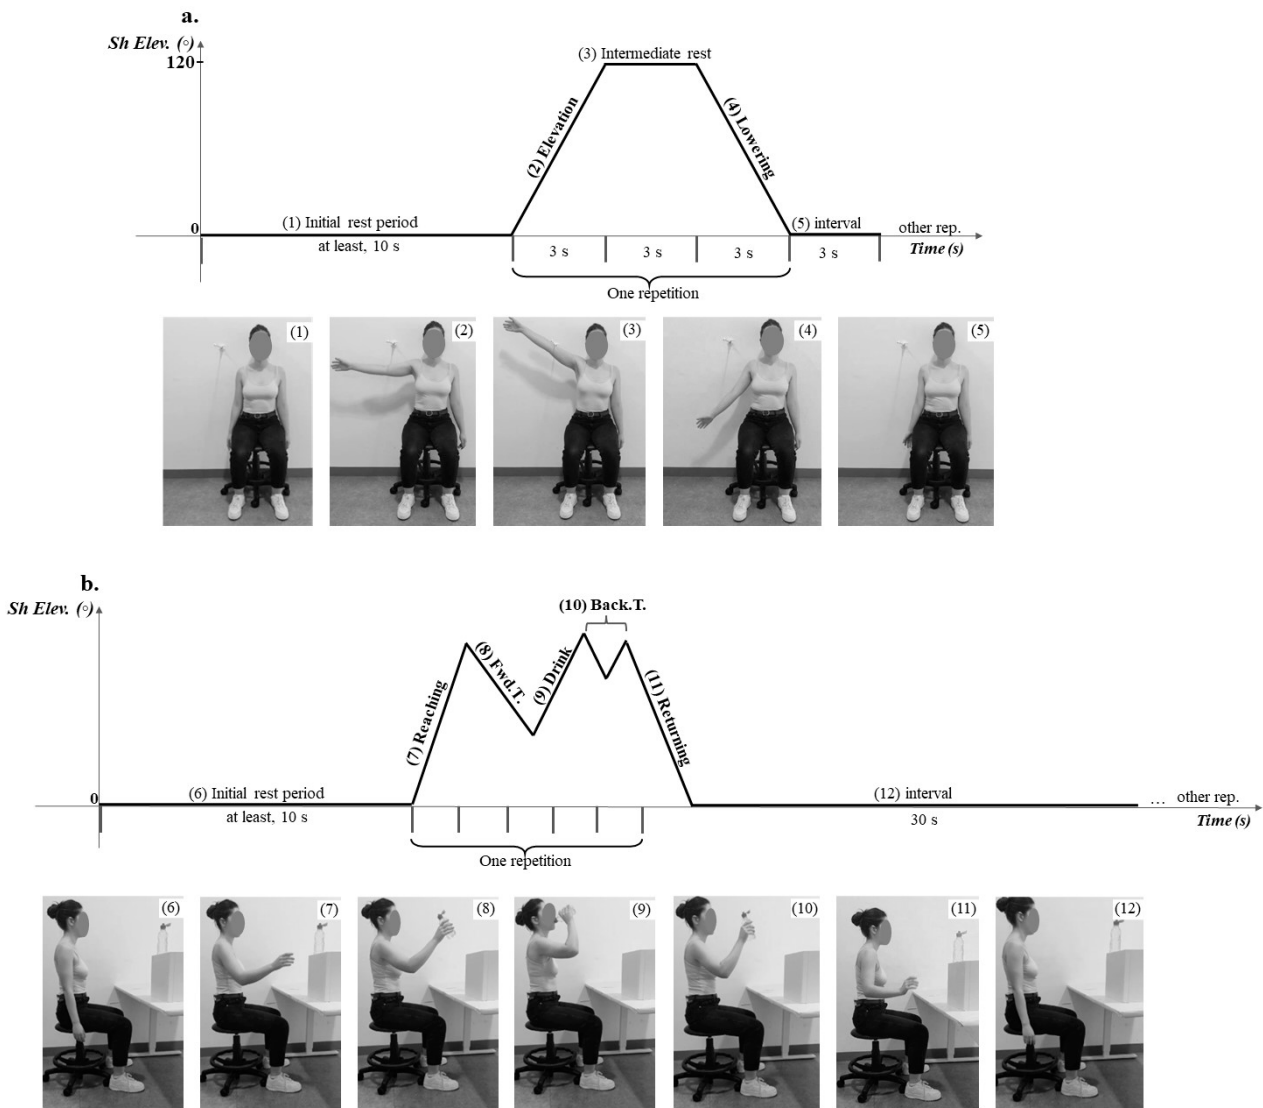 a.
Sh Elev. (°)
120
(3) Intermediate rest
(2) Elevation
(4) Lowering
0
(1) Initial rest period
at least, 10 s
(5) interval
other rep.
Time (s)
3 s
3 s
3 s
3 s
One repetition
(1)
(2)
(3)
(4)
(5)
b.
Sh Elev. (°)
(10) Back.T.
(7) Reaching
(8) Fwd.T.
(9) Drink
(11) Returning
0
(6) Initial rest period
at least, 10 s
(12) interval
30 s
... other rep.
Time (s)
One repetition
(6)
(7)
(8)
(9)
(10)
(11)
(12)